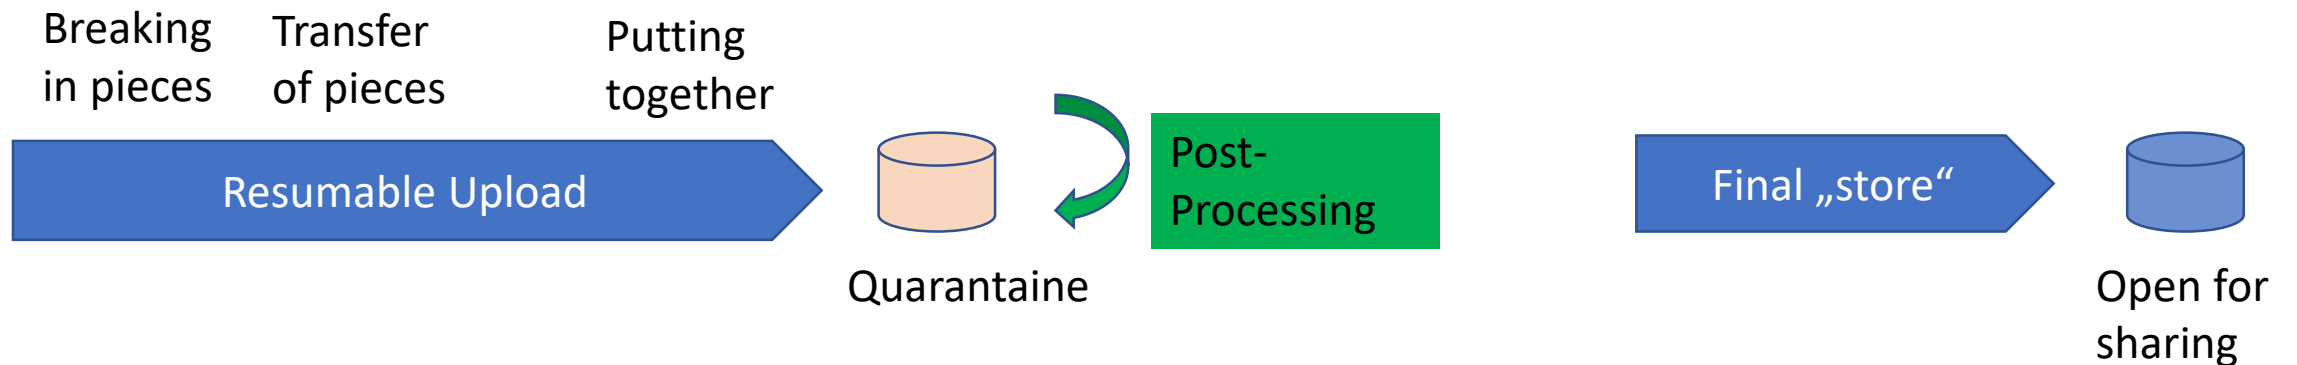 Breaking
in pieces
Transfer
of pieces
Putting
together
Resumable Upload
Quarantaine
Post-
Processing
Final „store“
Open for
sharing